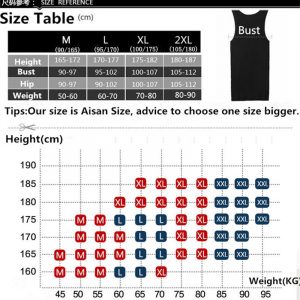 尺码参考 SIZE REFERENCE
Size Table (cm)
M L XL 2XL
(90/165) (95/170) (100/175) (105/180)
Height 165-172 170-177 175-182 180-187
Bust 90-97 95-102 100-107 105-112
Hip 90-97 95-102 100-107 105-112
Weight 50-60 60-70 70-80 80-90
Bust
Tips:Our size is Aisan Size, advice to choose one size bigger.
Height(cm)
190
185 XL XL XL XL XXL XXL XXL
180 XL XL XL XL XL XXL XXL XXL
175 M M L L XL XL XL XXL XXL XXL
170 M M L L L XL XL XXL XXL
165 M M M L L L XL XL XXL
160 M M M L L XL
45 50 55 60 65 70 75 80 85 90 95
Weight(KG)